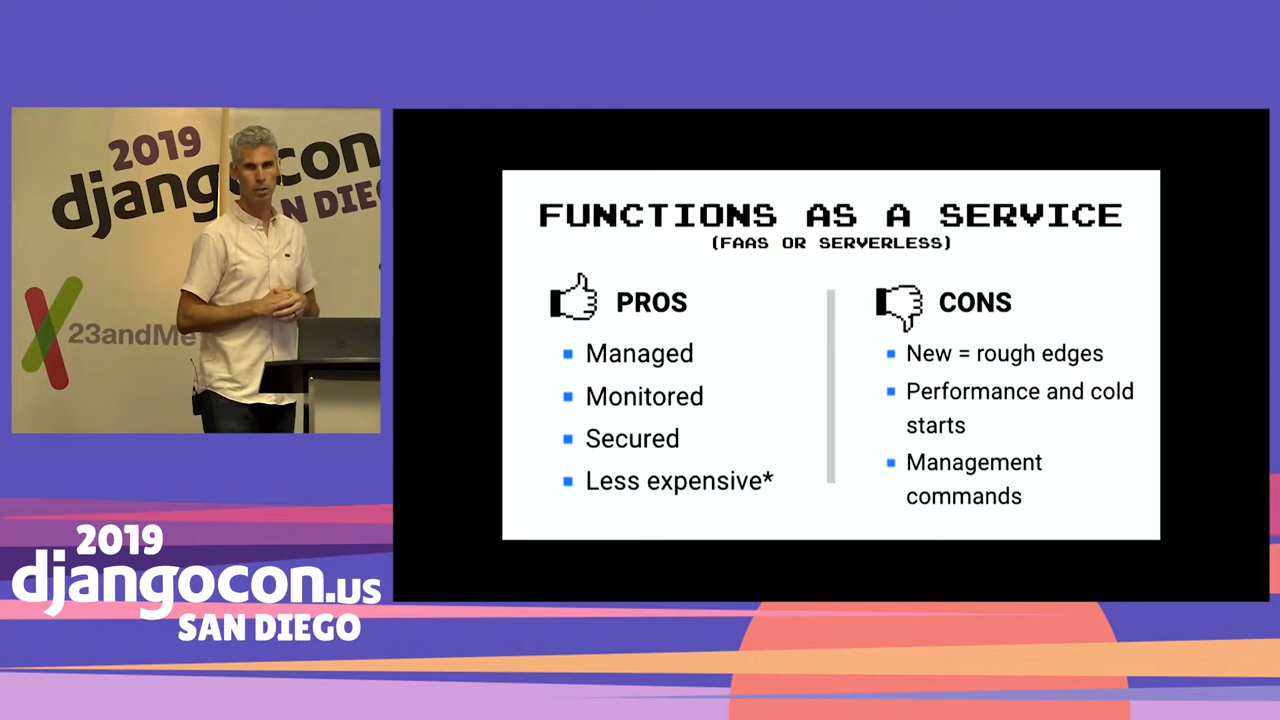 2019
djangocon
SAN DIEGO
23andMe
FUNCTIONS AS A SERVICE
(FAAS OR SERVERLESS)
PROS
Managed
Monitored
Secured
Less expensive*
CONS
New = rough edges
Performance and cold
starts
Management
commands
2019
djangocon.us
SAN DIEGO